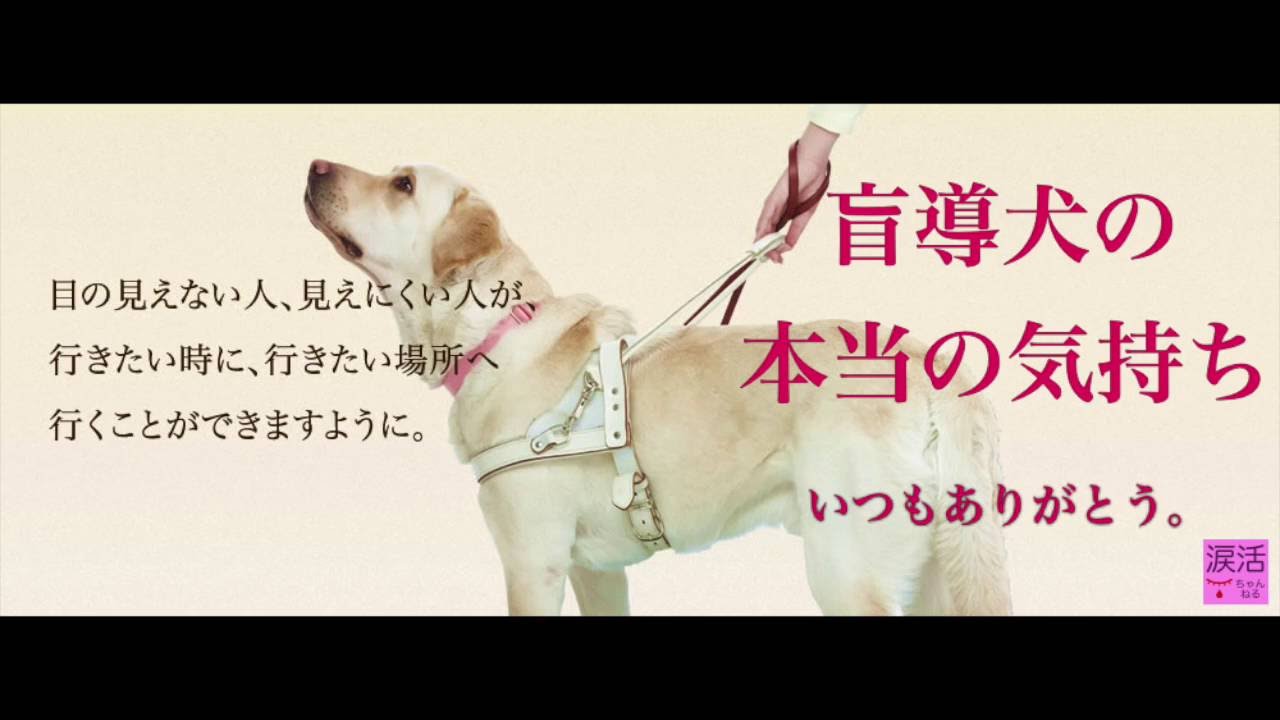 目の見えない人、見えにくい人が、
行きたい時に、行きたい場所へ
行くことができますように。
盲導犬の
本当の気持ち
いつもありがとう。
涙活
ちゃん
ねる